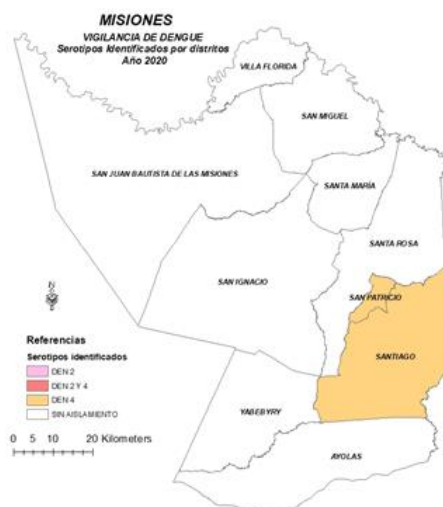 MISIONES
VIGILANCIA DE DENGUE
Serotipos Identificados por distritos
Año 2020
VILLA FLORIDA
SAN MIGUEL
SAN JUAN BAUTISTA DE LAS MISIONES
SANTA MARÍA
SANTA ROSA
SAN IGNACIO
SAN PATRICIO
N
SANTIAGO
Referencias
Serotipos identificados
DEN 2
DEN 2 Y 4
DEN 4
SIN AISLAMIENTO
YABEBYRY
0 5 10 20 Kilometers
AYOLAS